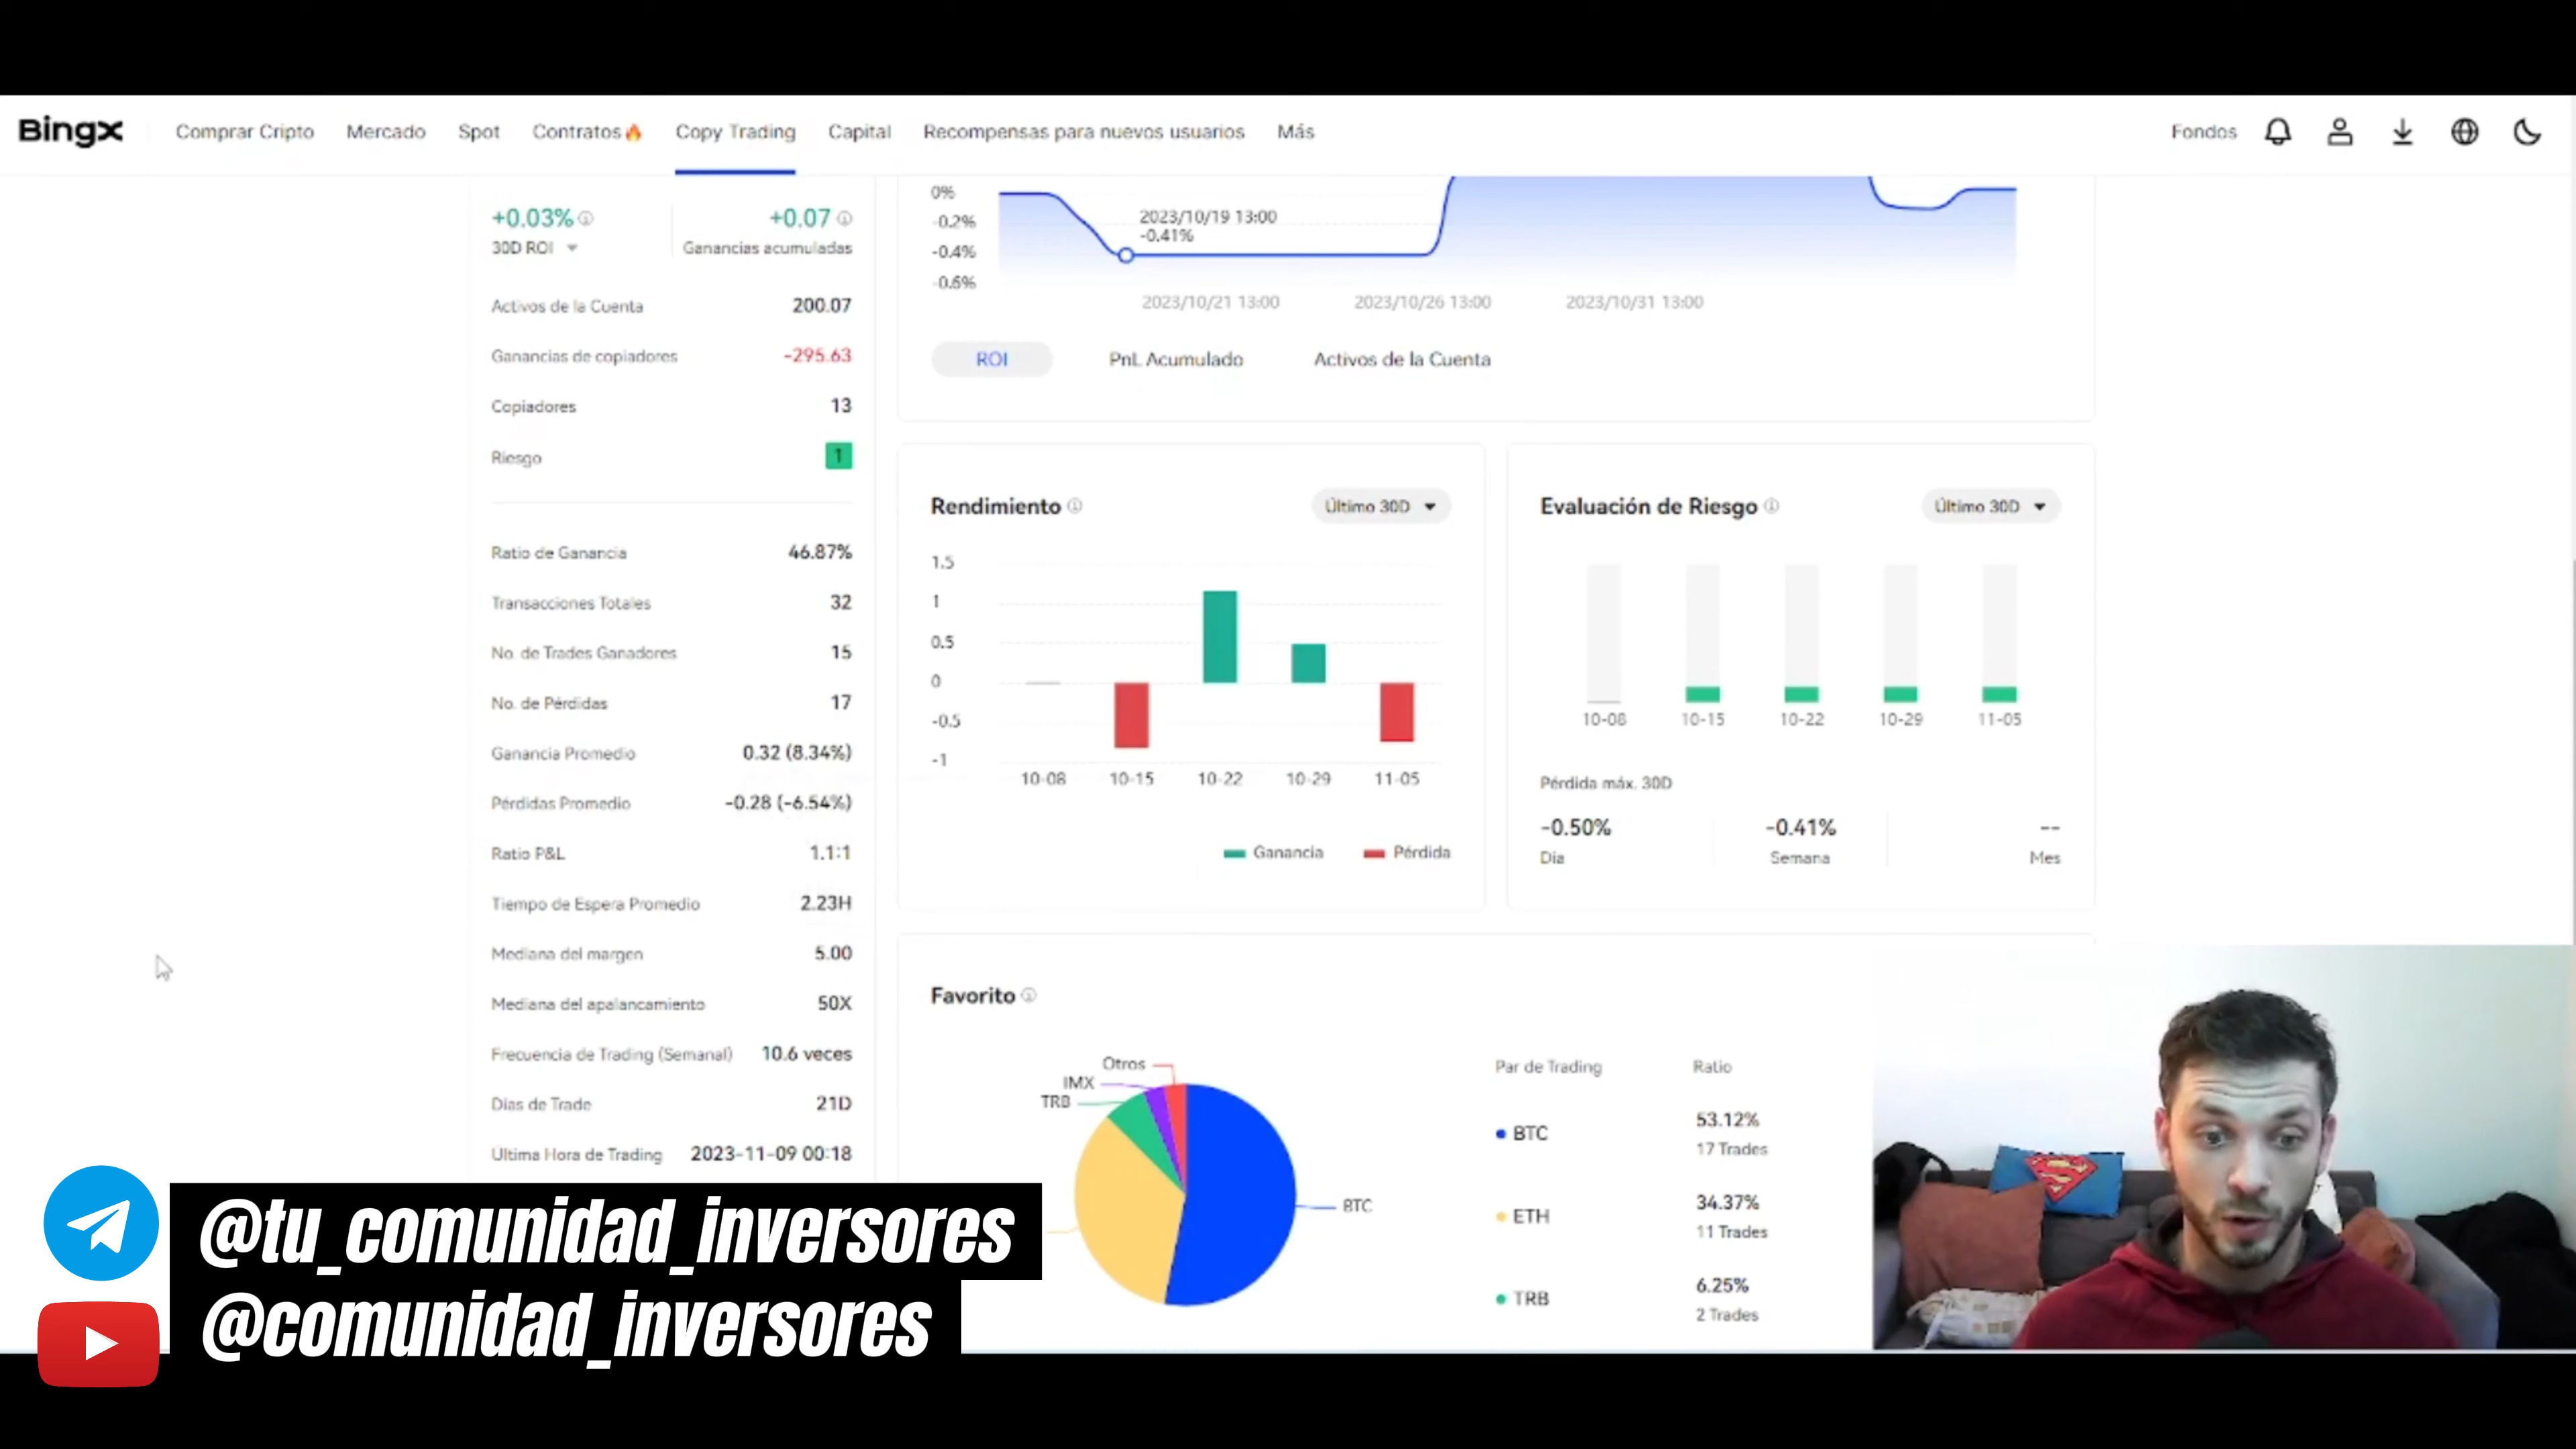 BingX
Comprar Cripto Mercado Spot Contratos Copy Trading Capital Recompensas para nuevos usuarios Más Fondos
+0.03%
30D ROI
+0.07
Ganancias acumuladas
Activos de la Cuenta 200.07
Ganancias de copiadores -295.63
Copiadores 13
Riesgo 1
Ratio de Ganancia 46.87%
Transacciones Totales 32
No. de Trades Ganadores 15
No. de Pérdidas 17
Ganancia Promedio 0.32 (8.34%)
Pérdidas Promedio -0.28 (-6.54%)
Ratio P&L 1.1:1
Tiempo de Espera Promedio 2.23H
Mediana del margen 5.00
Mediana del apalancamiento 50X
Frecuencia de Trading (Semanal) 10.6 veces
Días de Trade 21D
Última Hora de Trading 2023-11-09 00:18
0%
-0.2%
-0.4%
-0.6%
2023/10/19 13:00
-0.41%
2023/10/21 13:00 2023/10/26 13:00 2023/10/31 13:00
ROI PnL Acumulado Activos de la Cuenta
Rendimiento Último 30D
1.5
1
0.5
0
-0.5
-1
10-08 10-15 10-22 10-29 11-05
Ganancia Pérdida
Evaluación de Riesgo Último 30D
10-08 10-15 10-22 10-29 11-05
Pérdida máx. 30D
-0.50% -0.41% --
Día Semana Mes
Favorito
Otros
IMX
TRB
BTC
Par de Trading Ratio
BTC 53.12%
17 Trades
ETH 34.37%
11 Trades
TRB 6.25%
2 Trades
@tu_comunidad_inversores
@comunidad_inversores